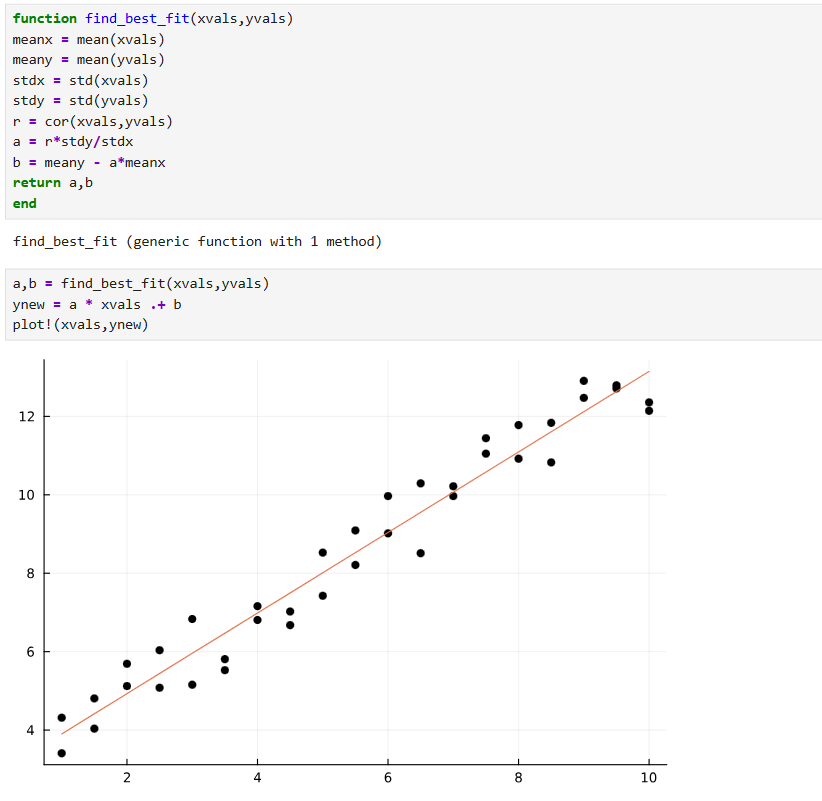 function find_best_fit(xvals,yvals)
meanx = mean(xvals)
meany = mean(yvals)
stdx = std(xvals)
stdy = std(yvals)
r = cor(xvals,yvals)
a = r*stdy/stdx
b = meany - a*meanx
return a,b
end
find_best_fit (generic function with 1 method)
a,b = find_best_fit(xvals,yvals)
ynew = a * xvals .+ b
plot!(xvals,ynew)
12
10
8
6
4
2 4 6 8 10